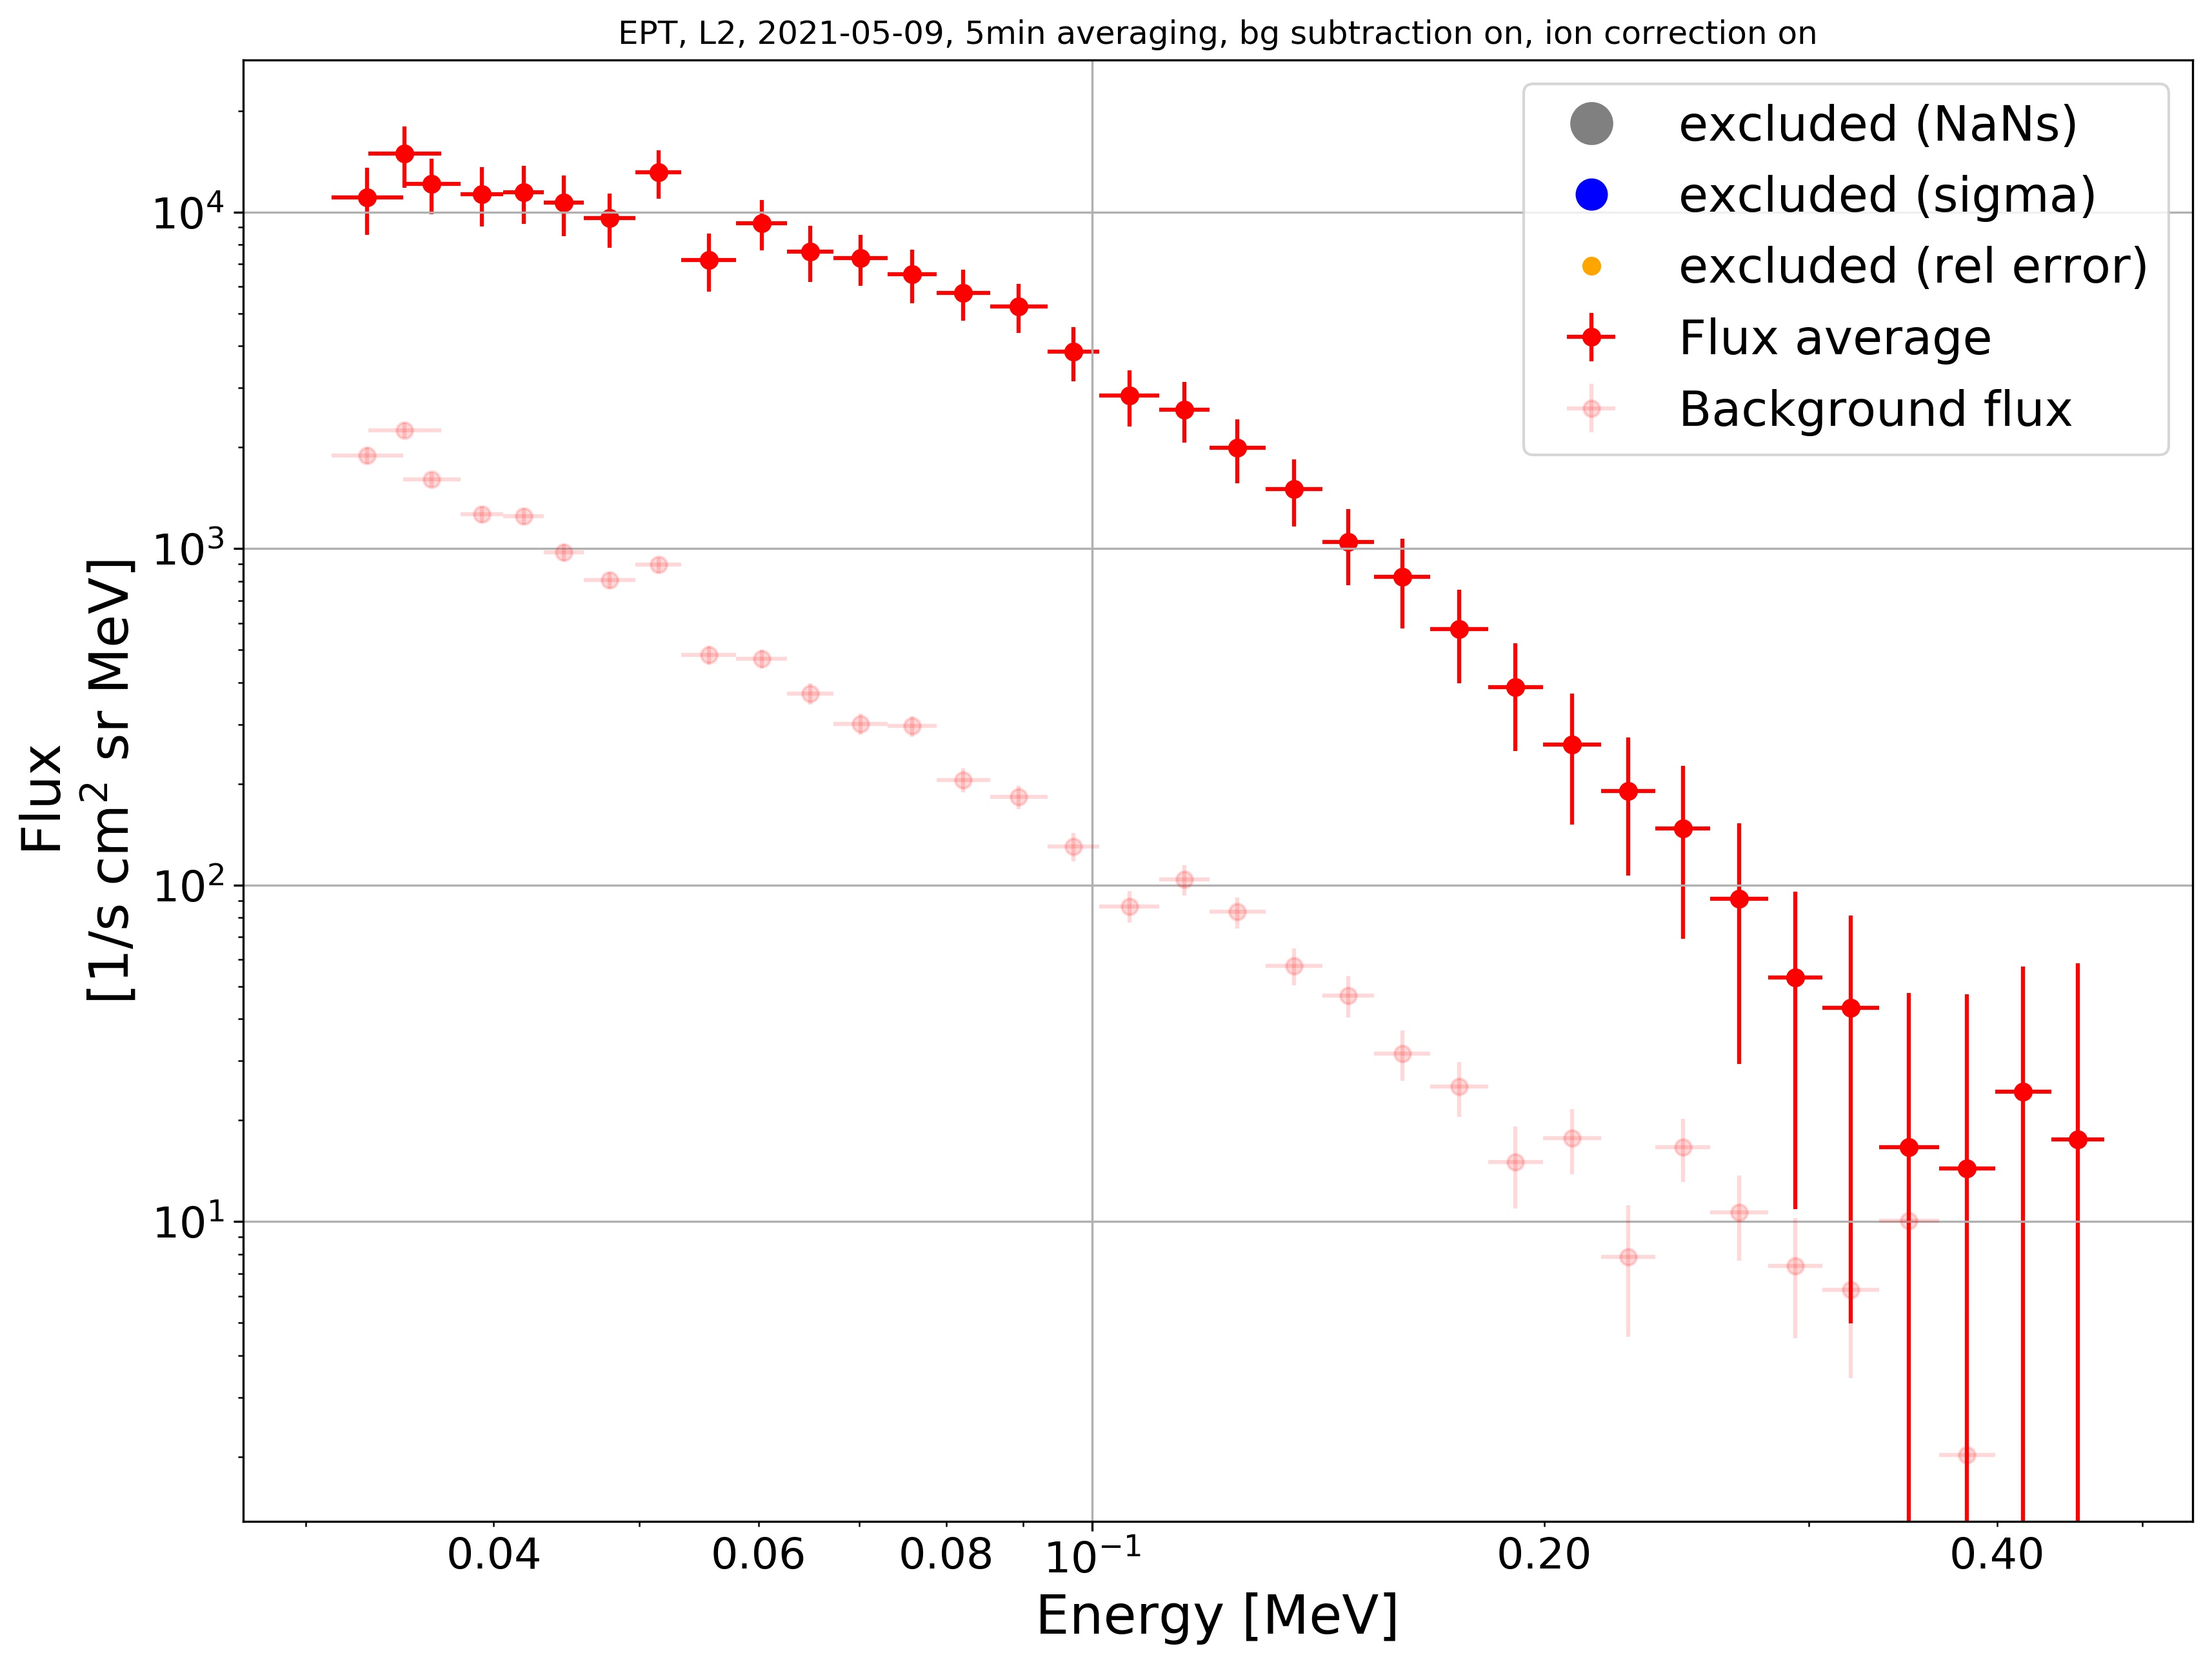 EPT, L2, 2021-05-09, 5min averaging, bg subtraction on, ion correction on
excluded (NaNs)
excluded (sigma)
excluded (rel error)
Flux average
Background flux
Flux
[1/s cm² sr MeV]
10⁴
10³
10²
10¹
0.04
0.06
0.08
10⁻¹
0.20
0.40
Energy [MeV]